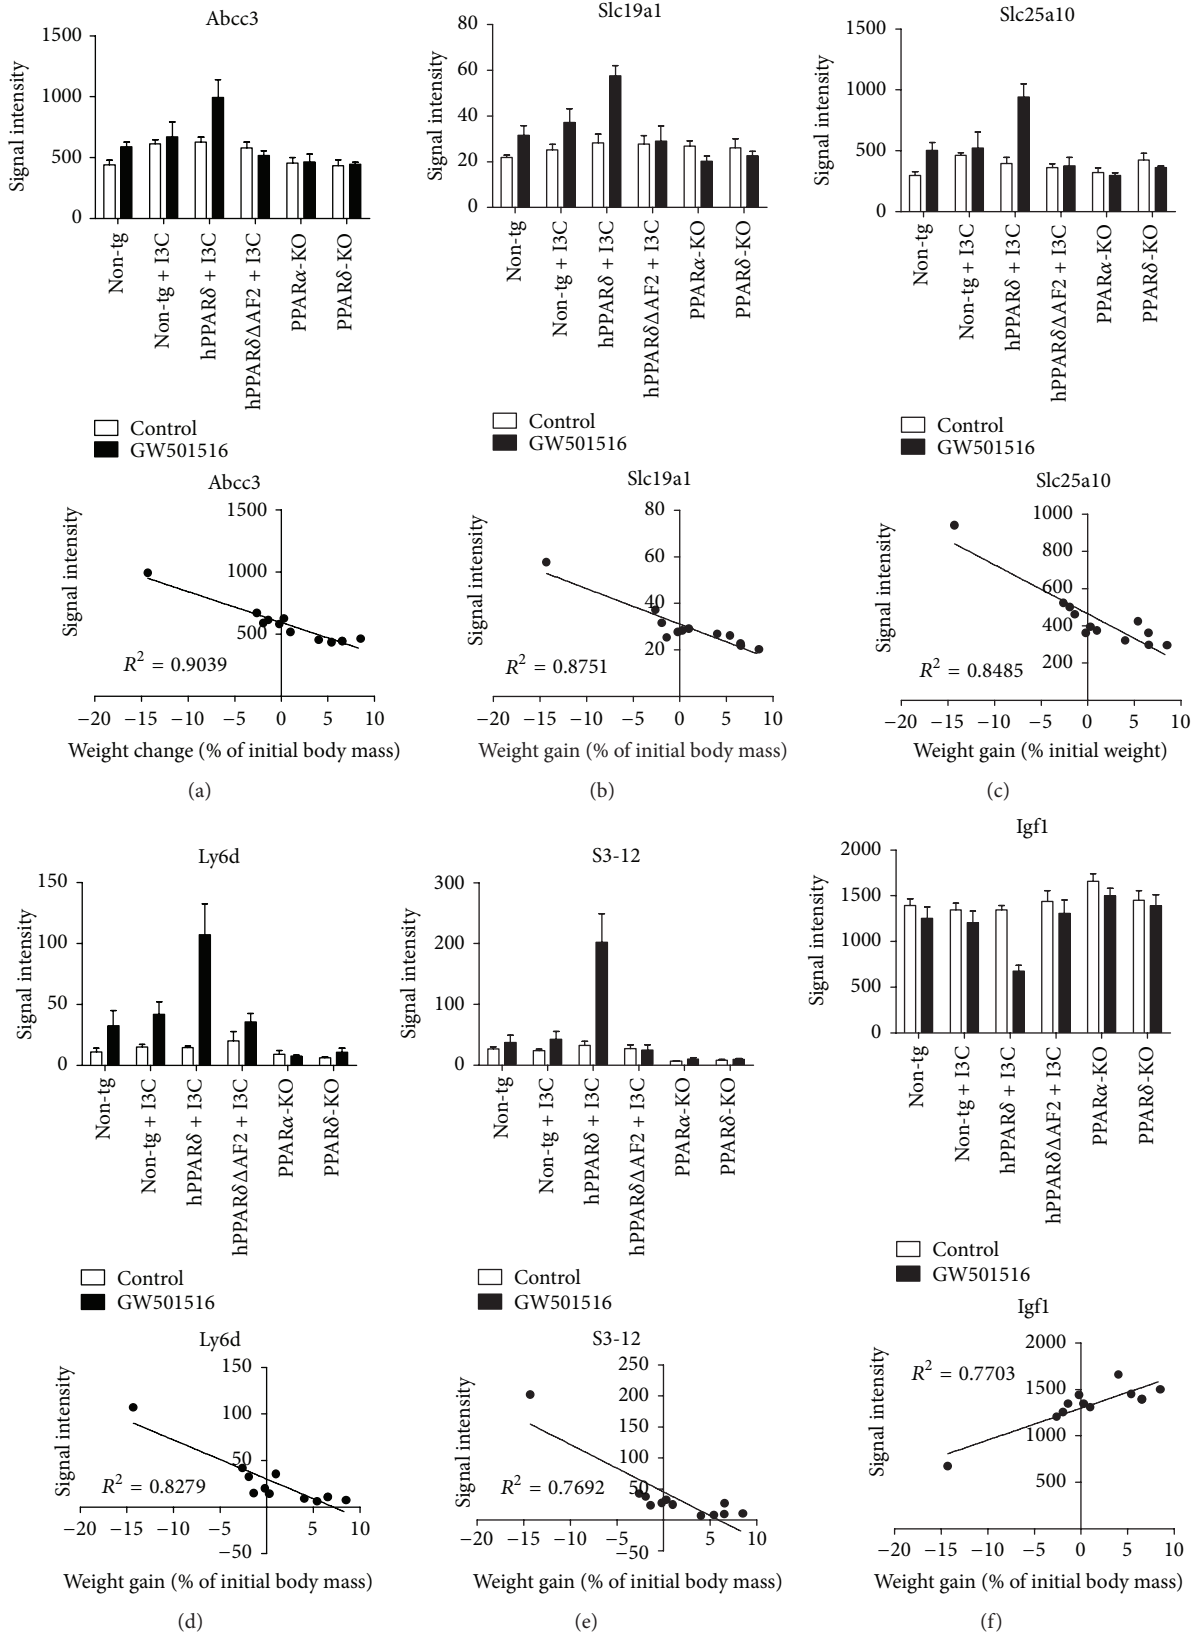 Abcc3
Signal intensity
1500
1000
500
0
Non-tg
Non-tg + I3C
hPPARδ + I3C
hPPARδΔAF2 + I3C
PPARα-KO
PPARδ-KO
Control
GW501516
Abcc3
Signal intensity
1500
1000
500
R² = 0.9039
−20 −15 −10 −5 0 5 10
Weight change (% of initial body mass)
(a)
Slc19a1
Signal intensity
80
60
40
20
0
Non-tg
Non-tg + I3C
hPPARδ + I3C
hPPARδΔAF2 + I3C
PPARα-KO
PPARδ-KO
Control
GW501516
Slc19a1
Signal intensity
80
60
40
20
R² = 0.8751
−20 −15 −10 −5 0 5 10
Weight gain (% of initial body mass)
(b)
Slc25a10
Signal intensity
1500
1000
500
0
Non-tg
Non-tg + I3C
hPPARδ + I3C
hPPARδΔAF2 + I3C
PPARα-KO
PPARδ-KO
Control
GW501516
Slc25a10
Signal intensity
1000
800
600
400
200
R² = 0.8485
−20 −15 −10 −5 0 5 10
Weight gain (% initial weight)
(c)
Ly6d
Signal intensity
150
100
50
0
Non-tg
Non-tg + I3C
hPPARδ + I3C
hPPARδΔAF2 + I3C
PPARα-KO
PPARδ-KO
Control
GW501516
Ly6d
Signal intensity
150
100
50
R² = 0.8279
−20 −15 −10 −5 0 5 10
−50
Weight gain (% of initial body mass)
(d)
S3-12
Signal intensity
300
200
100
0
Non-tg
Non-tg + I3C
hPPARδ + I3C
hPPARδΔAF2 + I3C
PPARα-KO
PPARδ-KO
Control
GW501516
S3-12
Signal intensity
250
200
150
100
50
R² = 0.7692
−20 −15 −10 −5 0 5 10
−50
Weight gain (% of initial body mass)
(e)
Igf1
Signal intensity
2000
1500
1000
500
0
Non-tg
Non-tg + I3C
hPPARδ + I3C
hPPARδΔAF2 + I3C
PPARα-KO
PPARδ-KO
Control
GW501516
Igf1
Signal intensity
2000
R² = 0.7703
1500
1000
500
−20 −15 −10 −5 0 5 10
Weight gain (% of initial body mass)
(f)